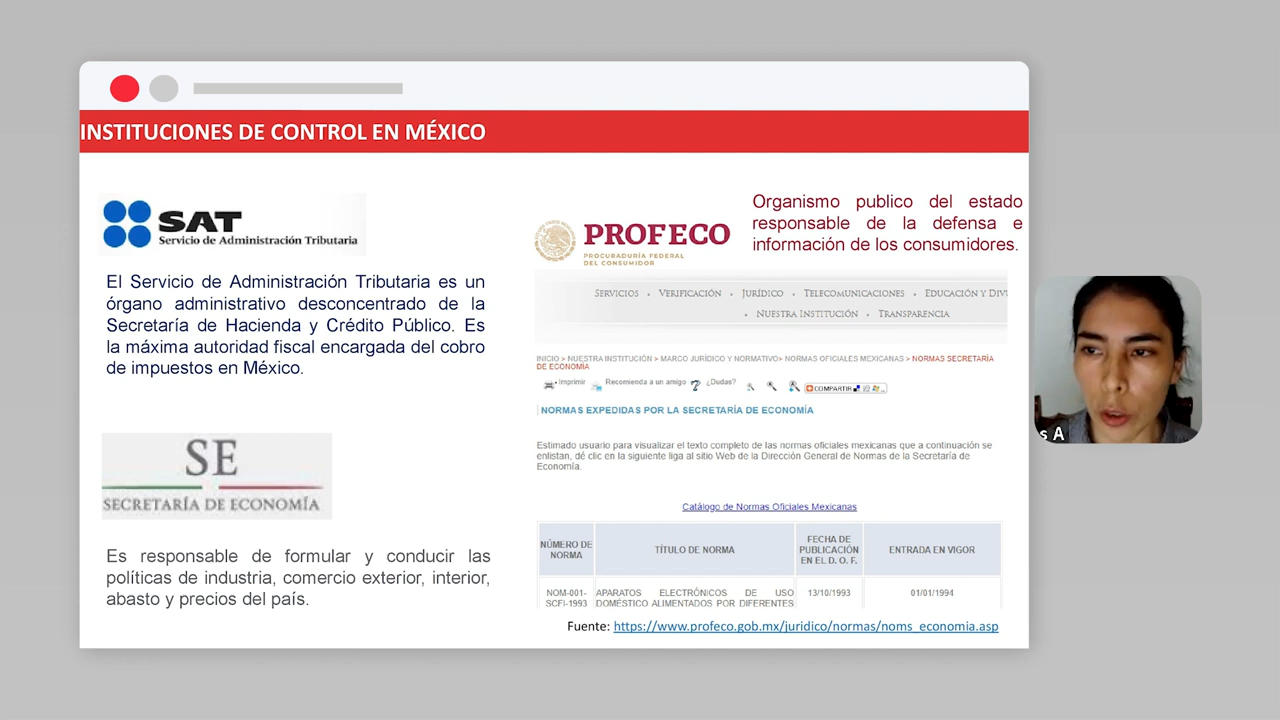 INSTITUCIONES DE CONTROL EN MÉXICO
SAT
Servicio de Administración Tributaria
El Servicio de Administración Tributaria es un
órgano administrativo desconcentrado de la
Secretaría de Hacienda y Crédito Público. Es
la máxima autoridad fiscal encargada del cobro
de impuestos en México.
SE
SECRETARÍA DE ECONOMÍA
Es responsable de formular y conducir las
políticas de industria, comercio exterior, interior,
abasto y precios del país.
PROFECO
PROCURADURÍA FEDERAL
DEL CONSUMIDOR
Organismo publico del estado
responsable de la defensa e
información de los consumidores.
SERVICIOS • VERIFICACIÓN • JURÍDICO • TELECOMUNICACIONES • EDUCACIÓN Y DIVU
• NUESTRA INSTITUCIÓN • TRANSPARENCIA
INICIO > NUESTRA INSTITUCIÓN > MARCO JURÍDICO Y NORMATIVO> NORMAS OFICIALES MEXICANAS > NORMAS SECRETARÍA
DE ECONOMÍA
Imprimir Recomienda a un amigo ¿Dudas? COMPARTIR
NORMAS EXPEDIDAS POR LA SECRETARÍA DE ECONOMÍA
Estimado usuario para visualizar el texto completo de las normas oficiales mexicanas que a continuación se
enlistan, dé clic en la siguiente liga al sitio Web de la Dirección General de Normas de la Secretaría de
Economía.
Catálogo de Normas Oficiales Mexicanas
NÚMERO DE NORMA
TÍTULO DE NORMA
FECHA DE PUBLICACIÓN EN EL D. O. F.
ENTRADA EN VIGOR
NOM-001-SCFI-1993
APARATOS ELECTRÓNICOS DE USO
DOMÉSTICO ALIMENTADOS POR DIFERENTES
13/10/1993
01/01/1994
Fuente: https://www.profeco.gob.mx/juridico/normas/noms_economia.asp
s A